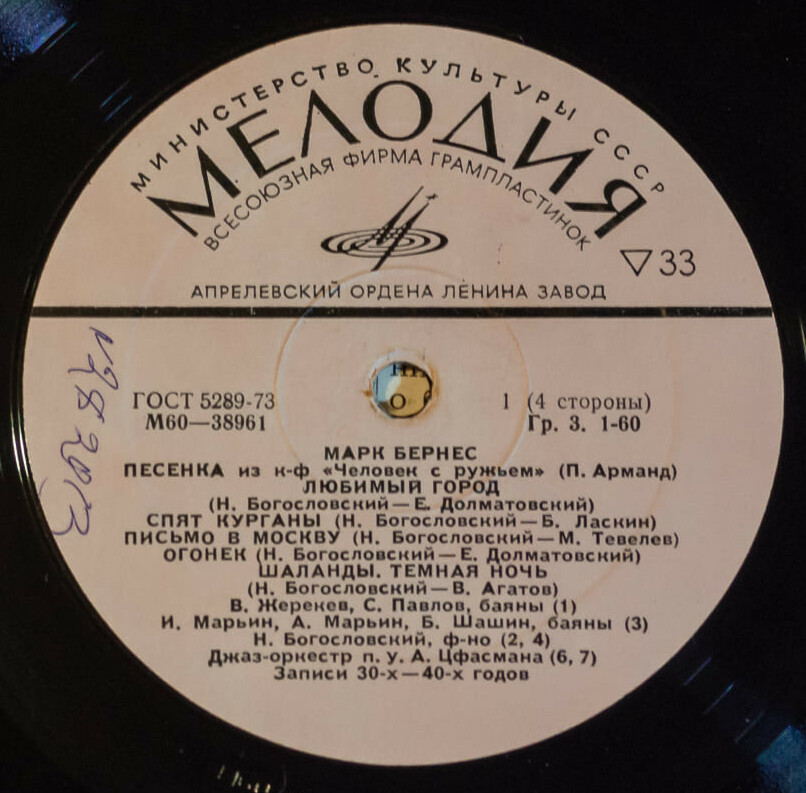 МИНИСТЕРСТВО КУЛЬТУРЫ СССР
МЕЛОДИЯ
ВСЕСОЮЗНАЯ ФИРМА ГРАМПЛАСТИНОК
▽33
АПРЕЛЕВСКИЙ ОРДЕНА ЛЕНИНА ЗАВОД
ГОСТ 5289-73
М60—38961
1 (4 стороны)
Гр. 3. 1-60
МАРК БЕРНЕС
ПЕСЕНКА из к-ф «Человек с ружьем» (П. Арманд)
ЛЮБИМЫЙ ГОРОД
(Н. Богословский—Е. Долматовский)
СПЯТ КУРГАНЫ (Н. Богословский—Б. Ласкин)
ПИСЬМО В МОСКВУ (Н. Богословский—М. Тевелев)
ОГОНЕК (Н. Богословский—Е. Долматовский)
ШАЛАНДЫ. ТЕМНАЯ НОЧЬ
(Н. Богословский—В. Агатов)
В. Жерехев, С. Павлов, баяны (1)
И. Марьин, А. Марьин, Б. Шашин, баяны (3)
Н. Богословский, ф-но (2, 4)
Джаз-оркестр п. у. А. Цфасмана (6, 7)
Записи 30-х—40-х годов